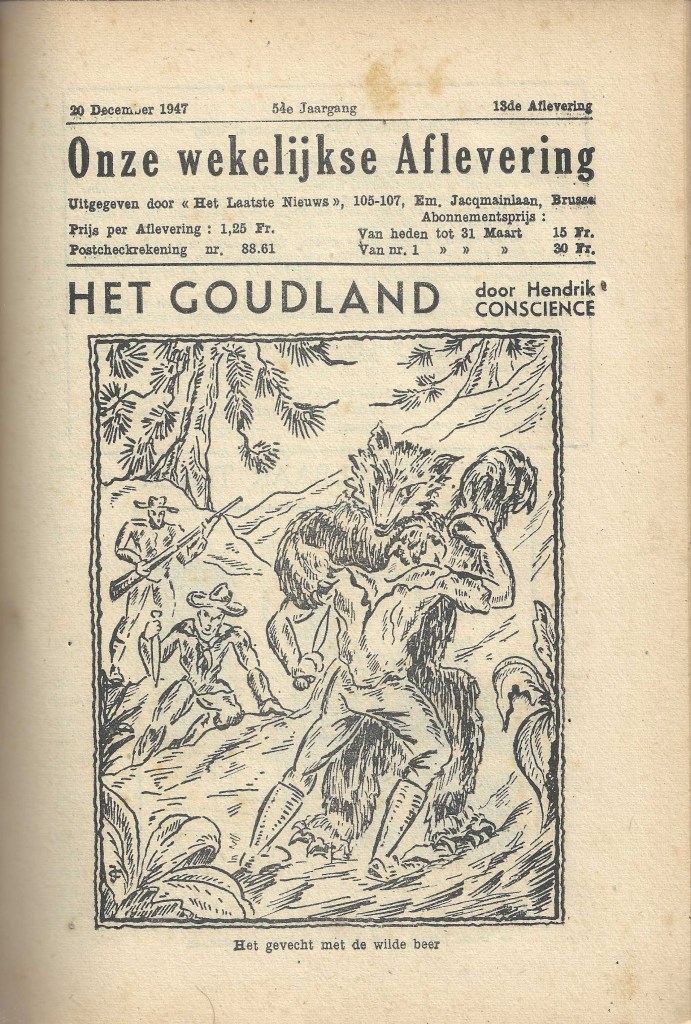 20 December 1947 54e Jaargang 13de Aflevering
Onze wekelijkse Aflevering
Uitgegeven door « Het Laatste Nieuws », 105-107, Em. Jacqmainlaan, Brussel
Abonnementsprijs :
Prijs per Aflevering : 1,25 Fr. Van heden tot 31 Maart 15 Fr.
Postcheckrekening nr. 88.61 Van nr. 1 » » » 30 Fr.
HET GOUDLAND door Hendrik
CONSCIENCE
Het gevecht met de wilde beer